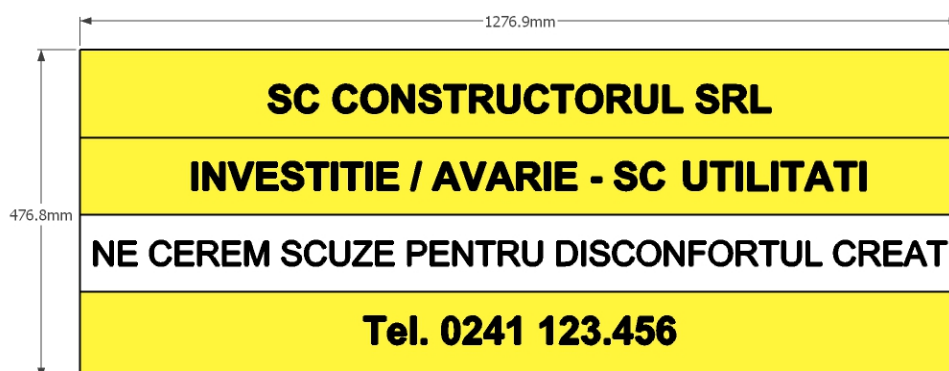 1276.9mm
SC CONSTRUCTORUL SRL
INVESTITIE / AVARIE - SC UTILITATI
476.8mm
NE CEREM SCUZE PENTRU DISCONFORTUL CREAT
Tel. 0241 123.456